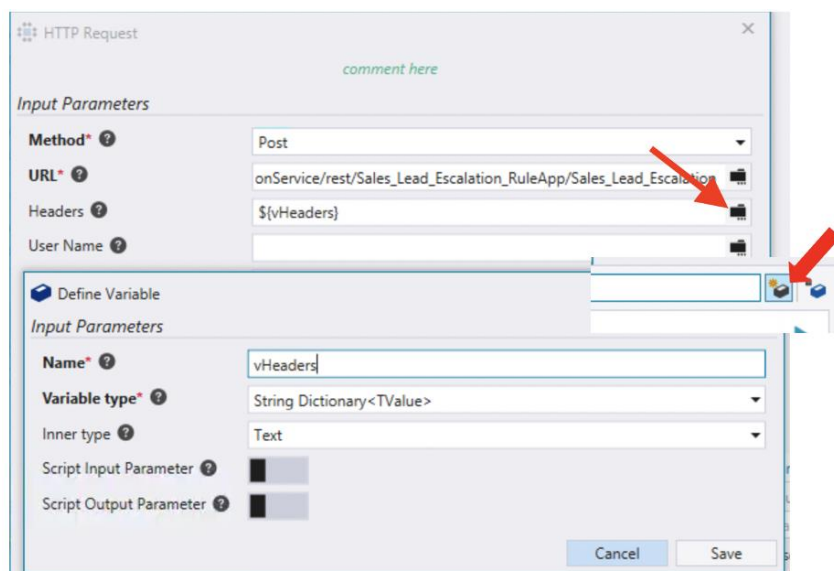 HTTP Request
comment here
Input Parameters
Method* ?
Post
URL* ?
onService/rest/Sales_Lead_Escalation_RuleApp/Sales_Lead_Escalation
Headers ?
${vHeaders}
User Name ?
Define Variable
Input Parameters
Name* ?
vHeaders
Variable type* ?
String Dictionary<TValue>
Inner type ?
Text
Script Input Parameter ?
Script Output Parameter ?
Cancel
Save